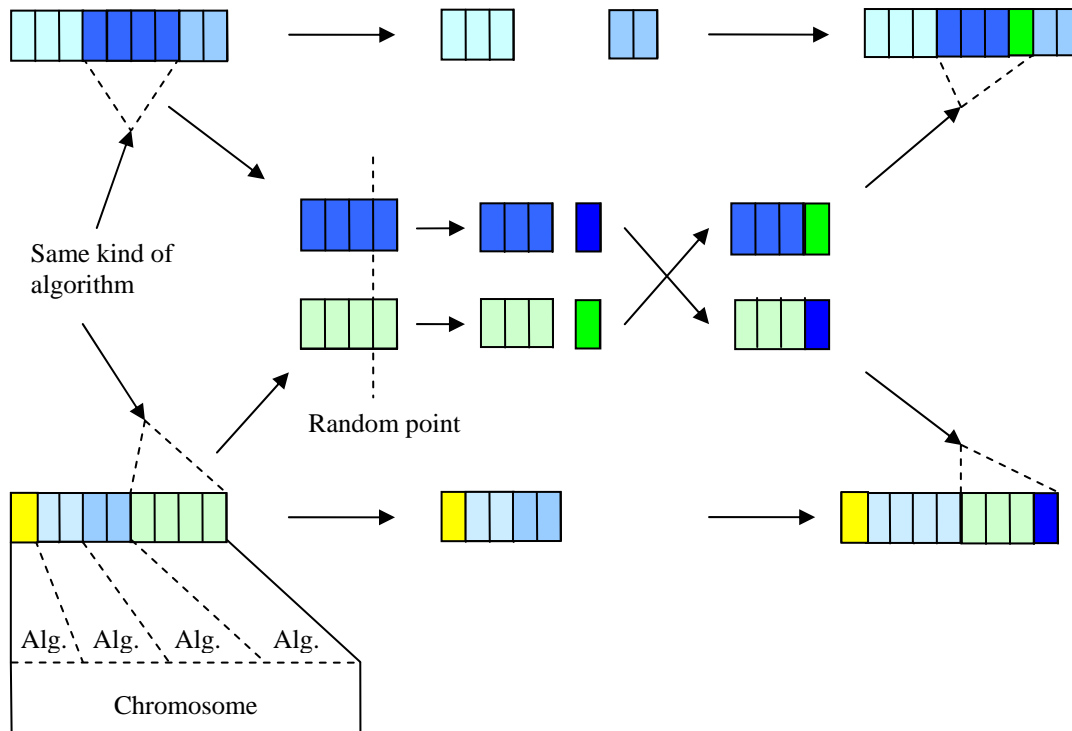 Same kind of
algorithm
Random point
Alg. Alg. Alg. Alg.
Chromosome